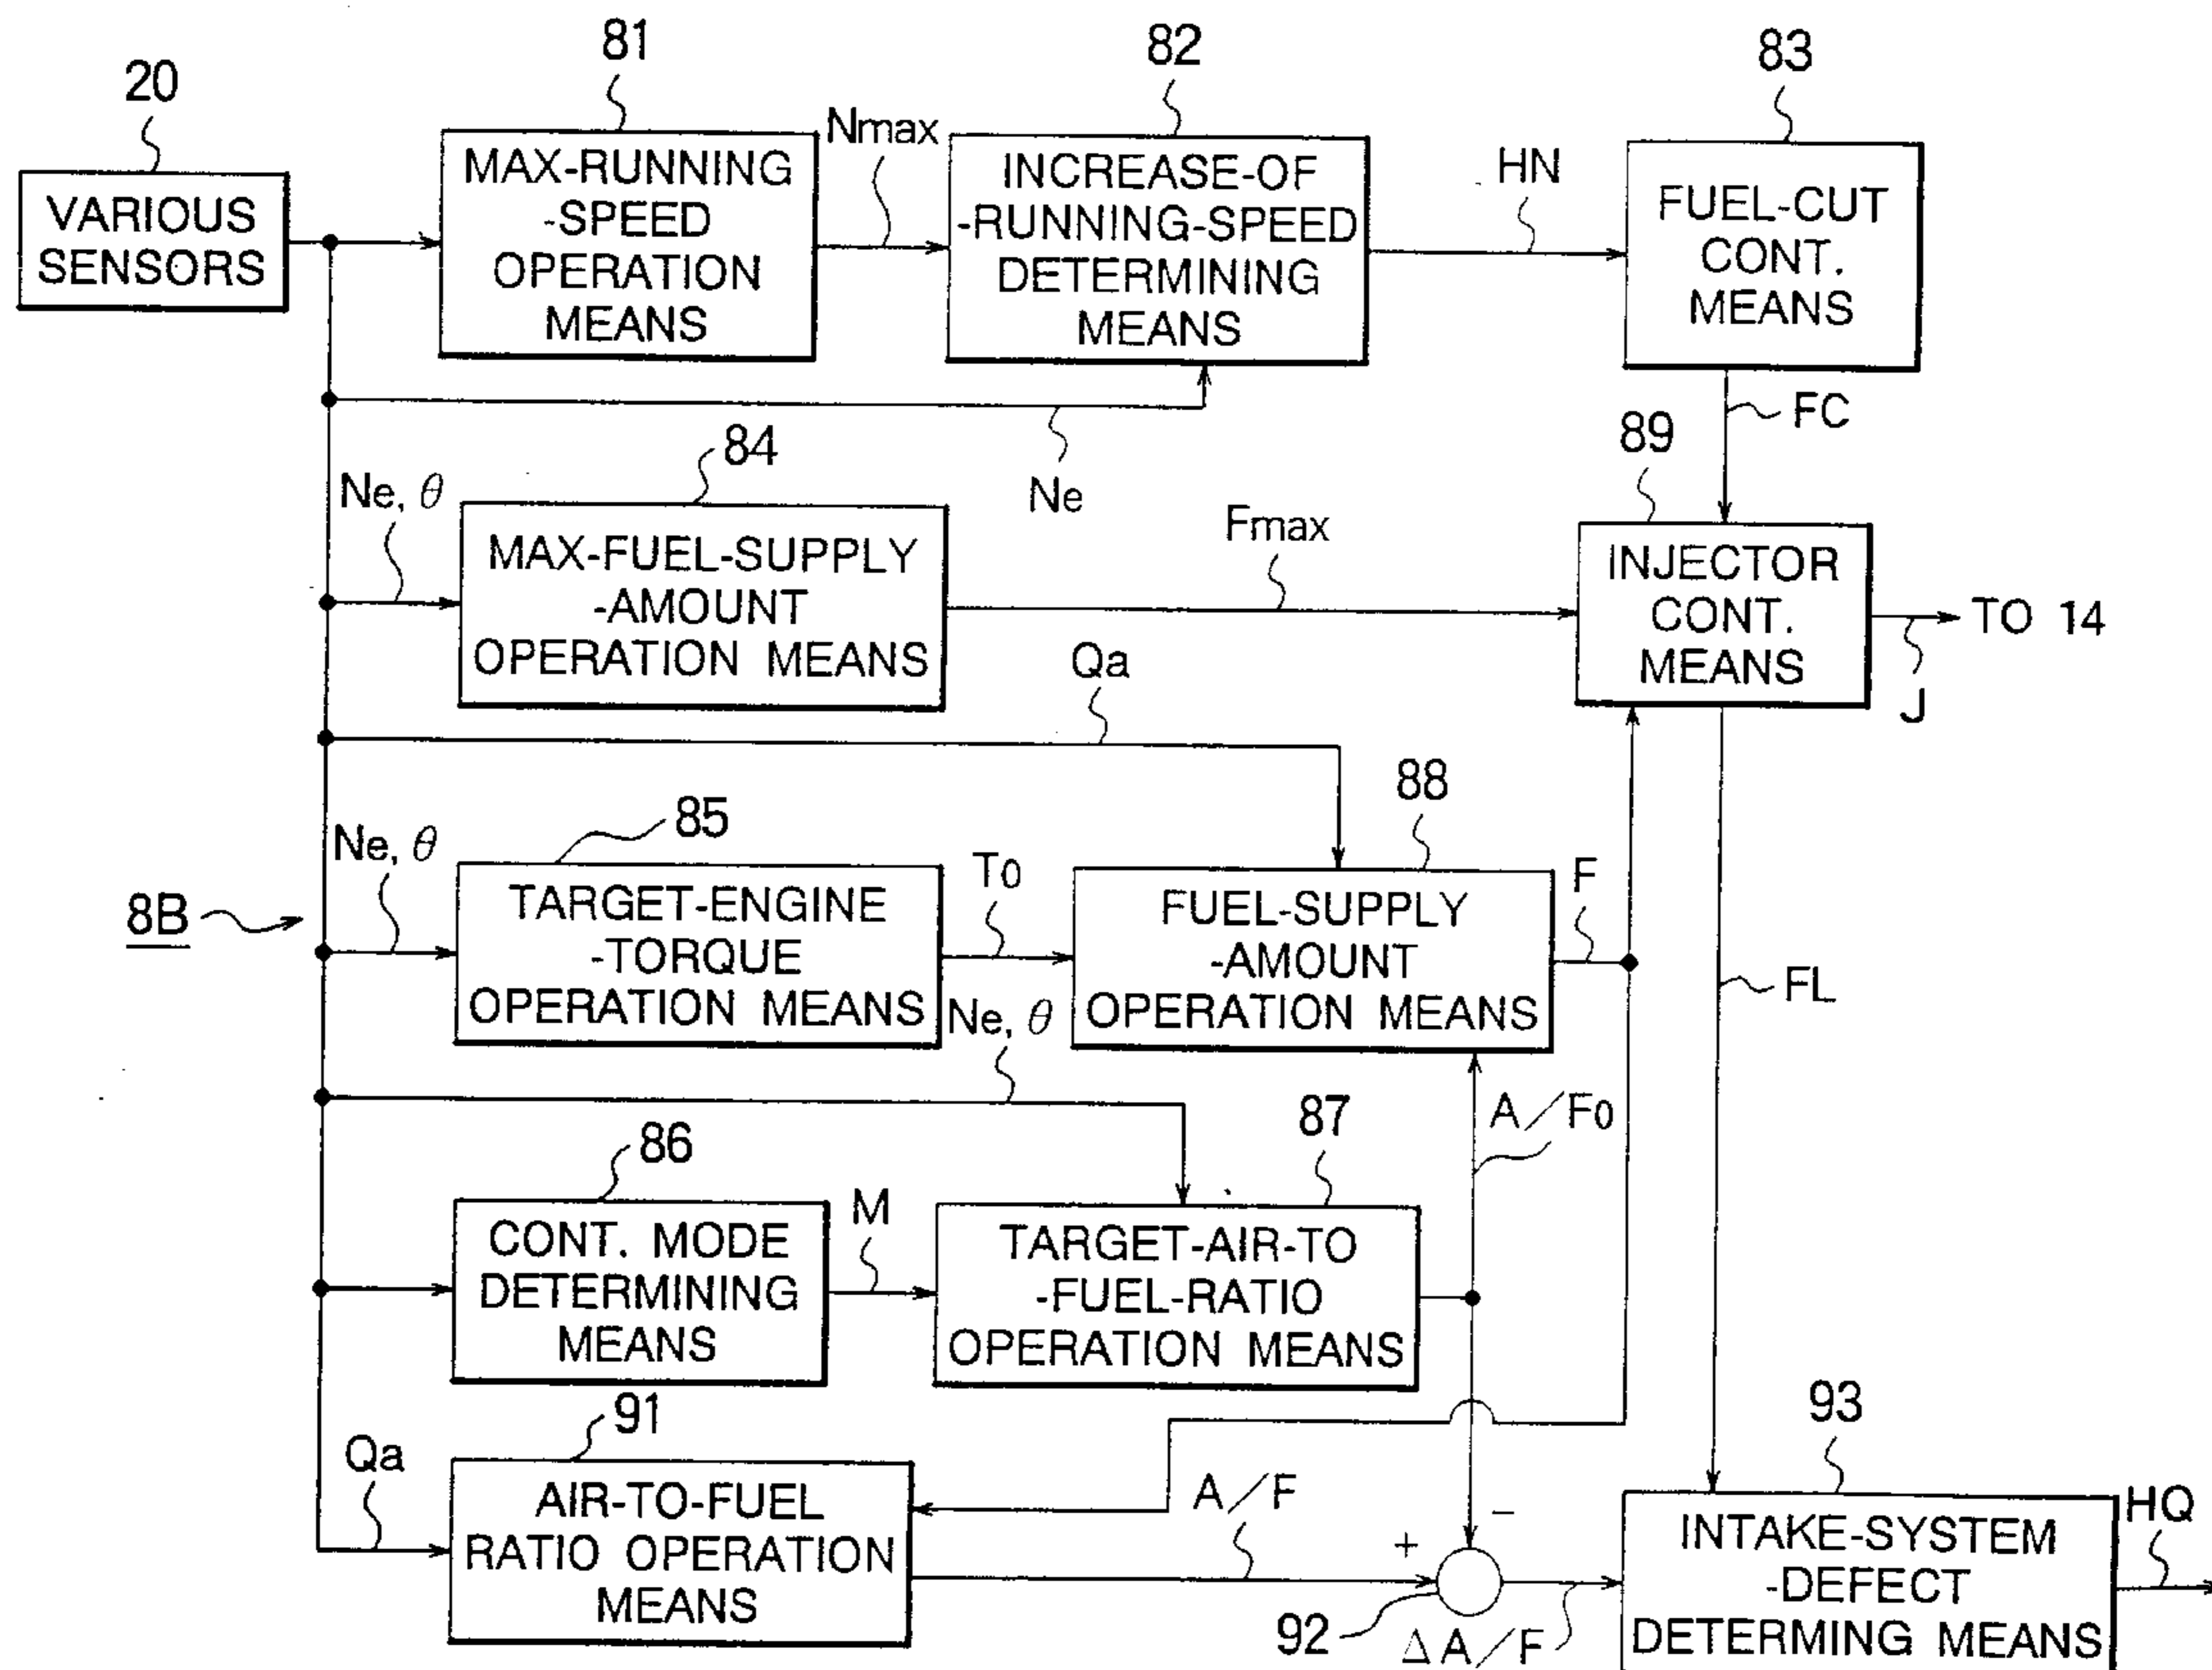 20
VARIOUS
SENSORS
81
MAX-RUNNING
-SPEED
OPERATION
MEANS
Nmax
82
INCREASE-OF
-RUNNING-SPEED
DETERMINING
MEANS
HN
83
FUEL-CUT
CONT.
MEANS
FC
Ne
84
Ne, θ
MAX-FUEL-SUPPLY
-AMOUNT
OPERATION MEANS
Fmax
89
INJECTOR
CONT.
MEANS
TO 14
J
Qa
8B
85
Ne, θ
TARGET-ENGINE
-TORQUE
OPERATION MEANS
To
88
FUEL-SUPPLY
-AMOUNT
OPERATION MEANS
F
FL
Ne, θ
86
CONT. MODE
DETERMINING
MEANS
M
87
TARGET-AIR-TO
-FUEL-RATIO
OPERATION MEANS
A/Fo
91
Qa
AIR-TO-FUEL
RATIO OPERATION
MEANS
A/F
+
−
92
ΔA/F
93
INTAKE-SYSTEM
-DEFECT
DETERMING MEANS
HQ